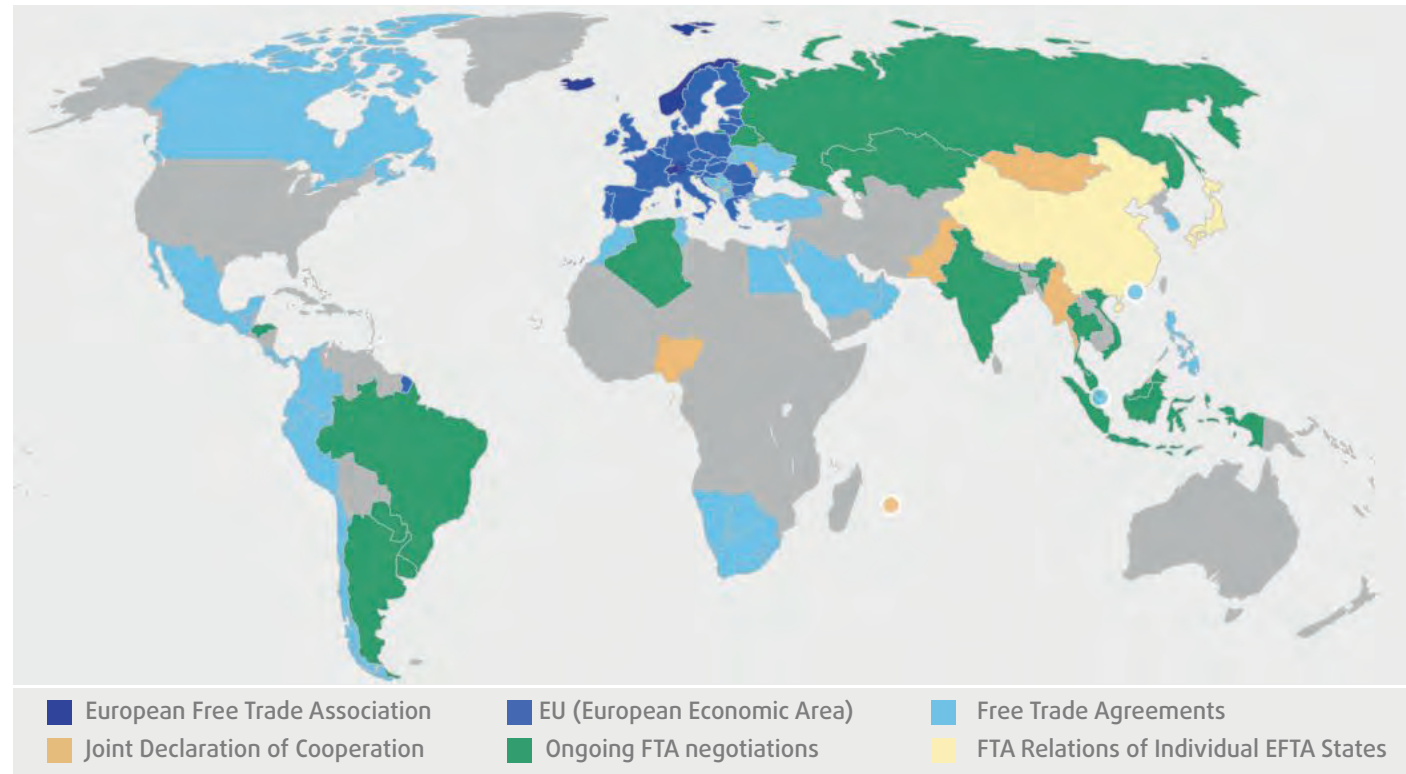 European Free Trade Association
EU (European Economic Area)
Free Trade Agreements
Joint Declaration of Cooperation
Ongoing FTA negotiations
FTA Relations of Individual EFTA States